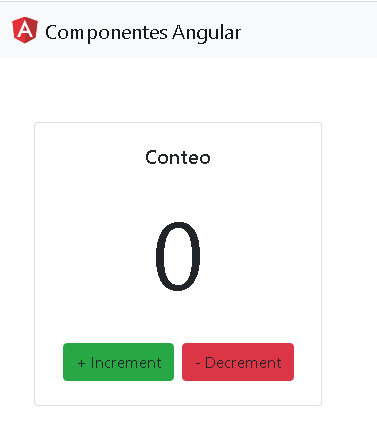 Componentes Angular
Conteo
0
+ Increment
- Decrement